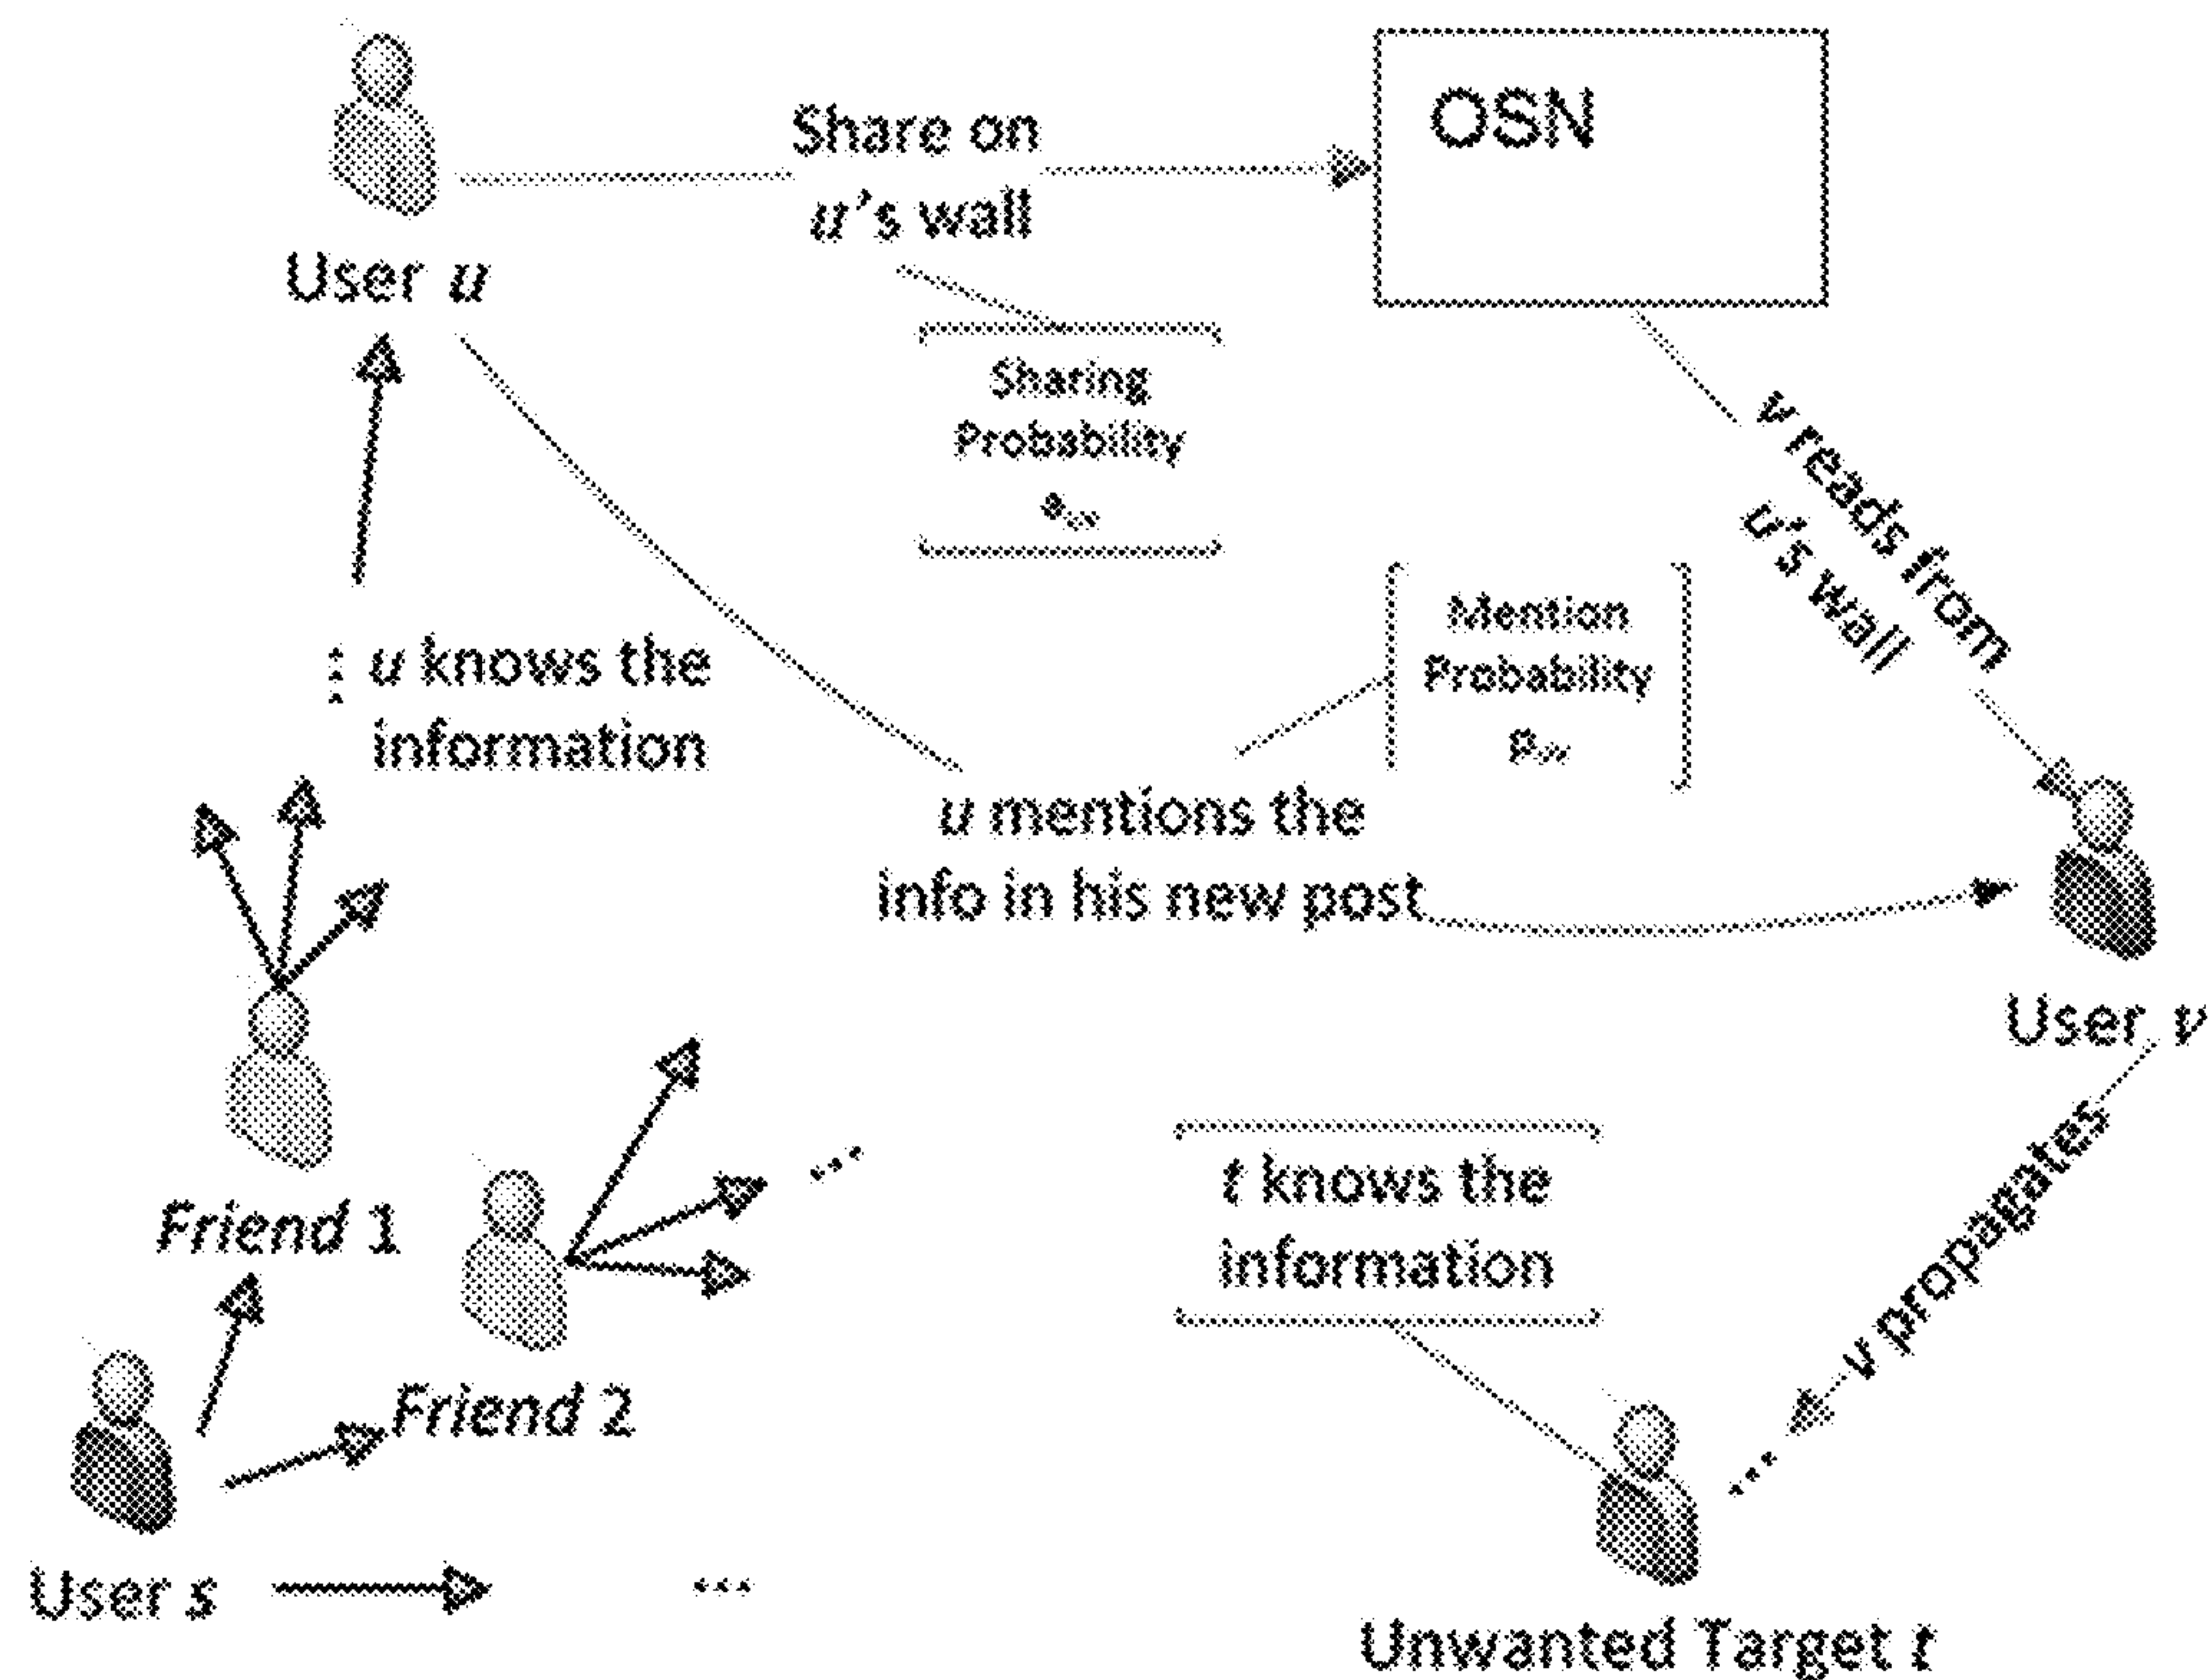 Share on
u's wall
OSN
User u
Sharing
Probability
v reads from
u's wall
Mention
Probability
u knows the
information
u mentions the
info in his new post
User v
Friend 1
...
t knows the
information
v propagates
Friend 2
...
User s
...
Unwanted Target t